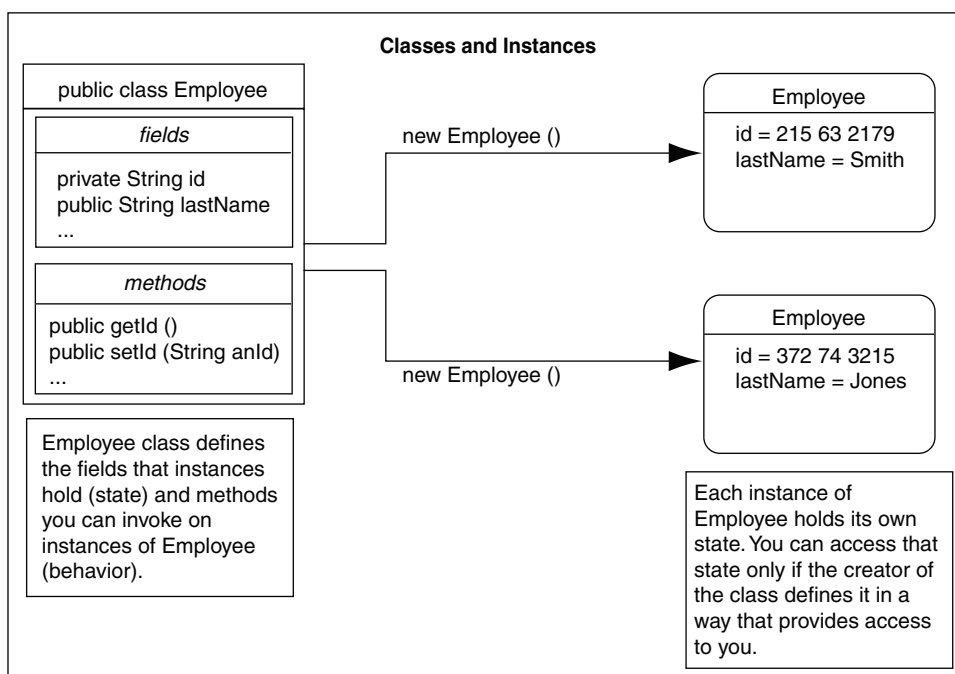 Classes and Instances
public class Employee
fields
private String id
public String lastName
...
methods
public getId ()
public setId (String anId)
...
Employee class defines
the fields that instances
hold (state) and methods
you can invoke on
instances of Employee
(behavior).
new Employee ()
new Employee ()
Employee
id = 215 63 2179
lastName = Smith
Employee
id = 372 74 3215
lastName = Jones
Each instance of
Employee holds its own
state. You can access that
state only if the creator of
the class defines it in a
way that provides access
to you.